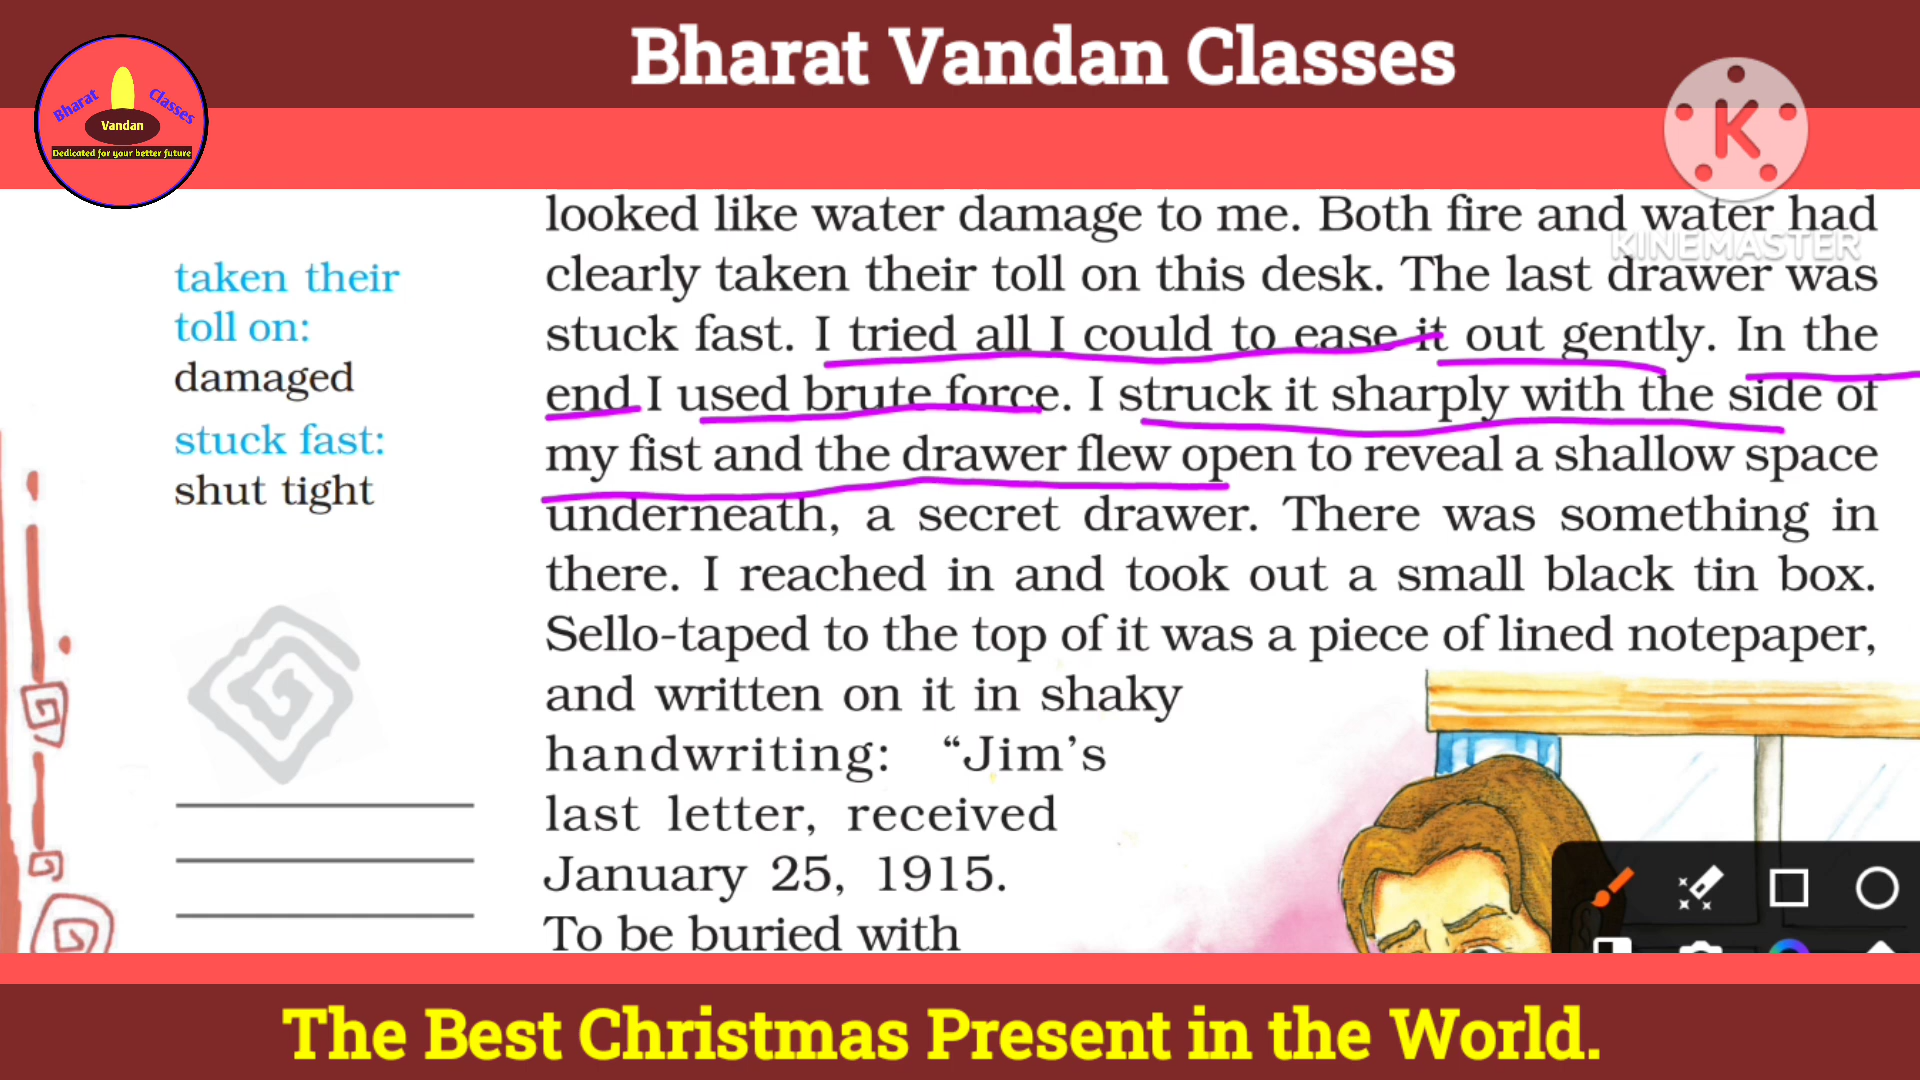 Bharat Vandan Classes
Bharat Classes
Vandan
Dedicated for your better future
K
KINEMASTER
looked like water damage to me. Both fire and water had
clearly taken their toll on this desk. The last drawer was
stuck fast. I tried all I could to ease it out gently. In the
end I used brute force. I struck it sharply with the side of
my fist and the drawer flew open to reveal a shallow space
underneath, a secret drawer. There was something in
there. I reached in and took out a small black tin box.
Sello-taped to the top of it was a piece of lined notepaper,
and written on it in shaky
handwriting: “Jim’s
last letter, received
January 25, 1915.
To be buried with
taken their
toll on:
damaged
stuck fast:
shut tight
The Best Christmas Present in the World.